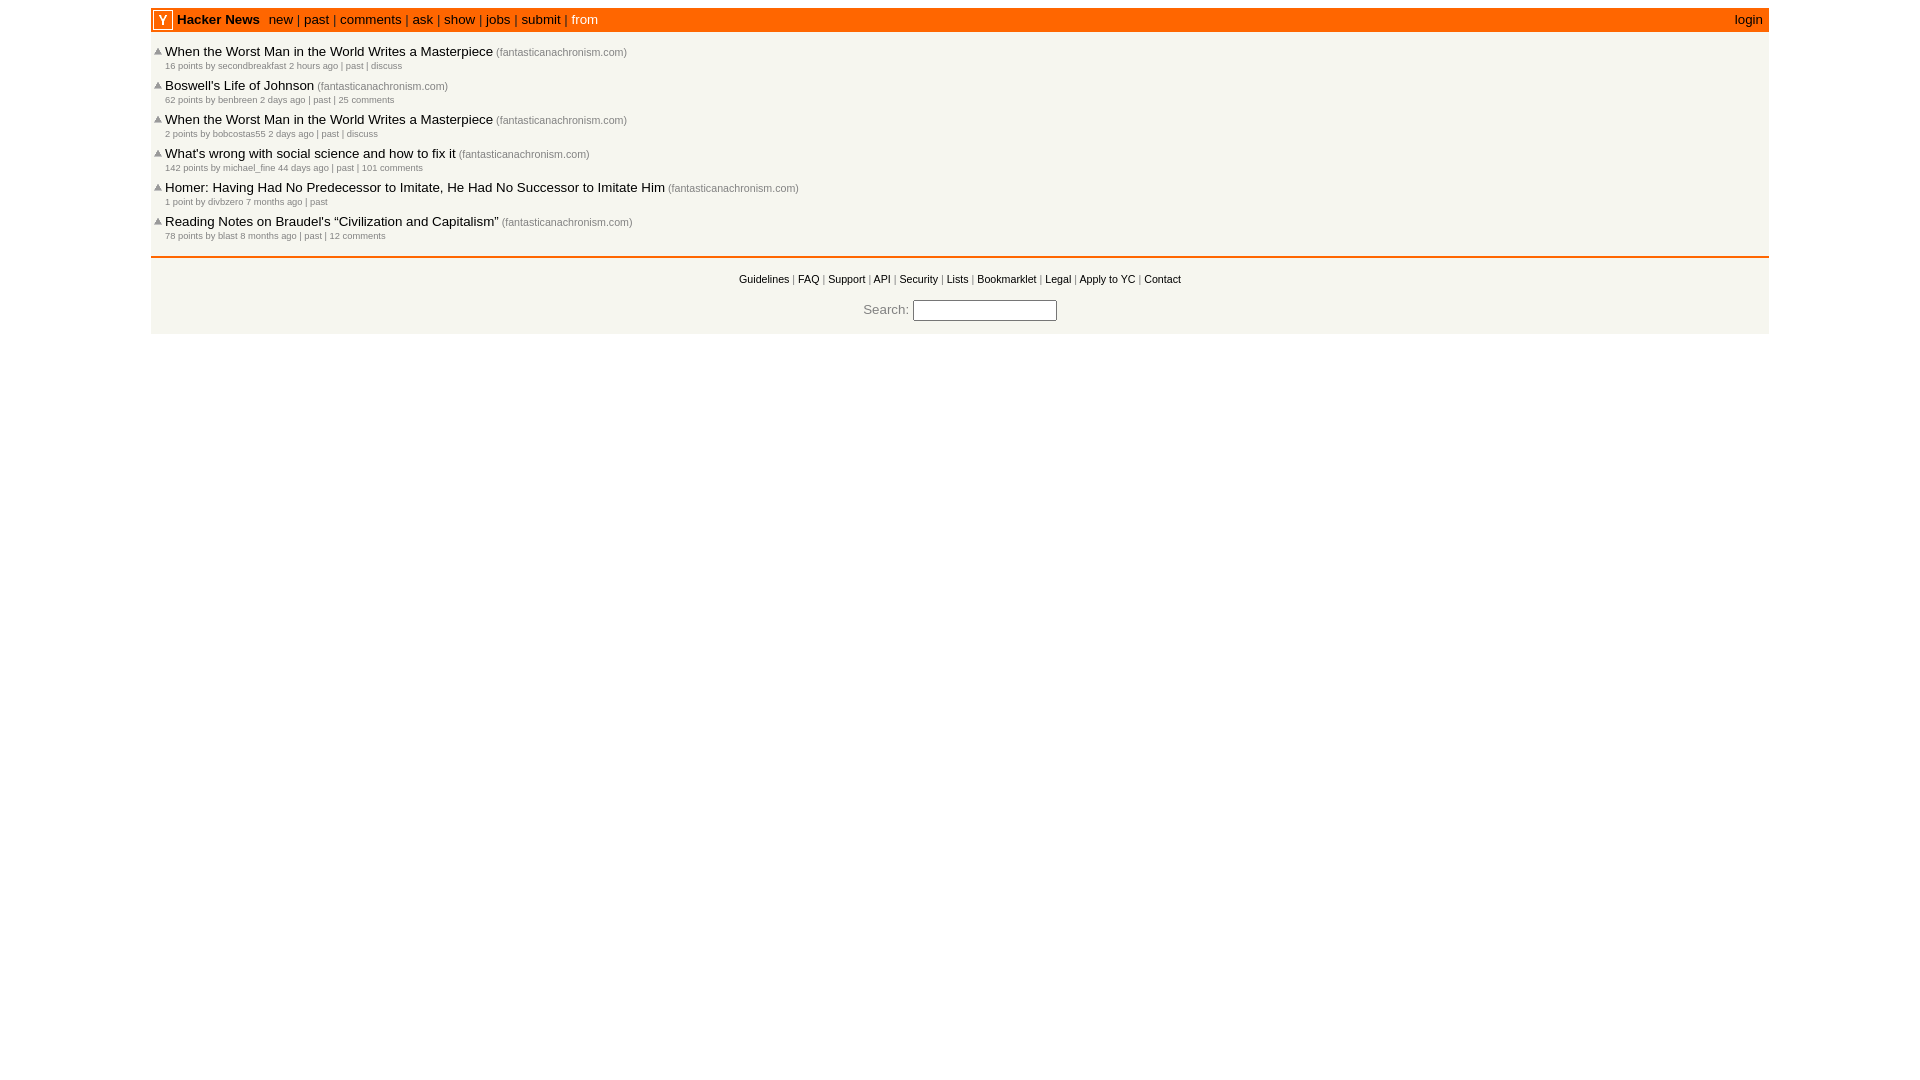 Y Hacker News new | past | comments | ask | show | jobs | submit | from login
When the Worst Man in the World Writes a Masterpiece (fantasticanachronism.com)
16 points by secondbreakfast 2 hours ago | past | discuss
Boswell's Life of Johnson (fantasticanachronism.com)
62 points by benbreen 2 days ago | past | 25 comments
When the Worst Man in the World Writes a Masterpiece (fantasticanachronism.com)
2 points by bobcostas55 2 days ago | past | discuss
What's wrong with social science and how to fix it (fantasticanachronism.com)
142 points by michael_fine 44 days ago | past | 101 comments
Homer: Having Had No Predecessor to Imitate, He Had No Successor to Imitate Him (fantasticanachronism.com)
1 point by divbzero 7 months ago | past
Reading Notes on Braudel's “Civilization and Capitalism” (fantasticanachronism.com)
78 points by blast 8 months ago | past | 12 comments
Guidelines | FAQ | Support | API | Security | Lists | Bookmarklet | Legal | Apply to YC | Contact
Search: